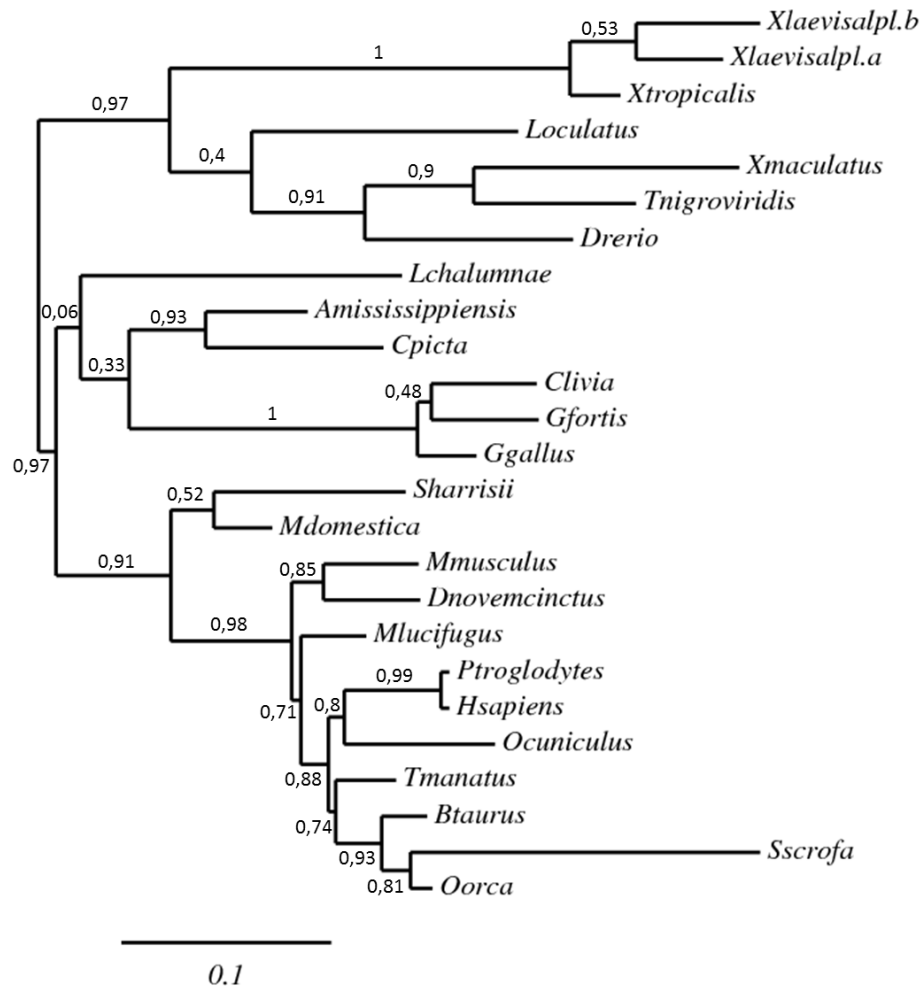 Xlaevisalpl.b
0,53
Xlaevisalpl.a
1
Xtropicalis
0,97
Loculatus
0,4
Xmaculatus
0,9
0,91
Tnigroviridis
Drerio
Lchalumnae
0,06
0,93
Amississippiensis
Cpicta
0,33
Clivia
0,48
1
Gfortis
Ggallus
0,97
0,52
Sharrisii
Mdomestica
0,91
0,85
Mmusculus
Dnovemcinctus
0,98
Mlucifugus
0,99
Ptroglodytes
0,71
0,8
Hsapiens
Ocuniculus
0,88
Tmanatus
0,74
Btaurus
0,93
Sscrofa
0,81
Oorca
0.1